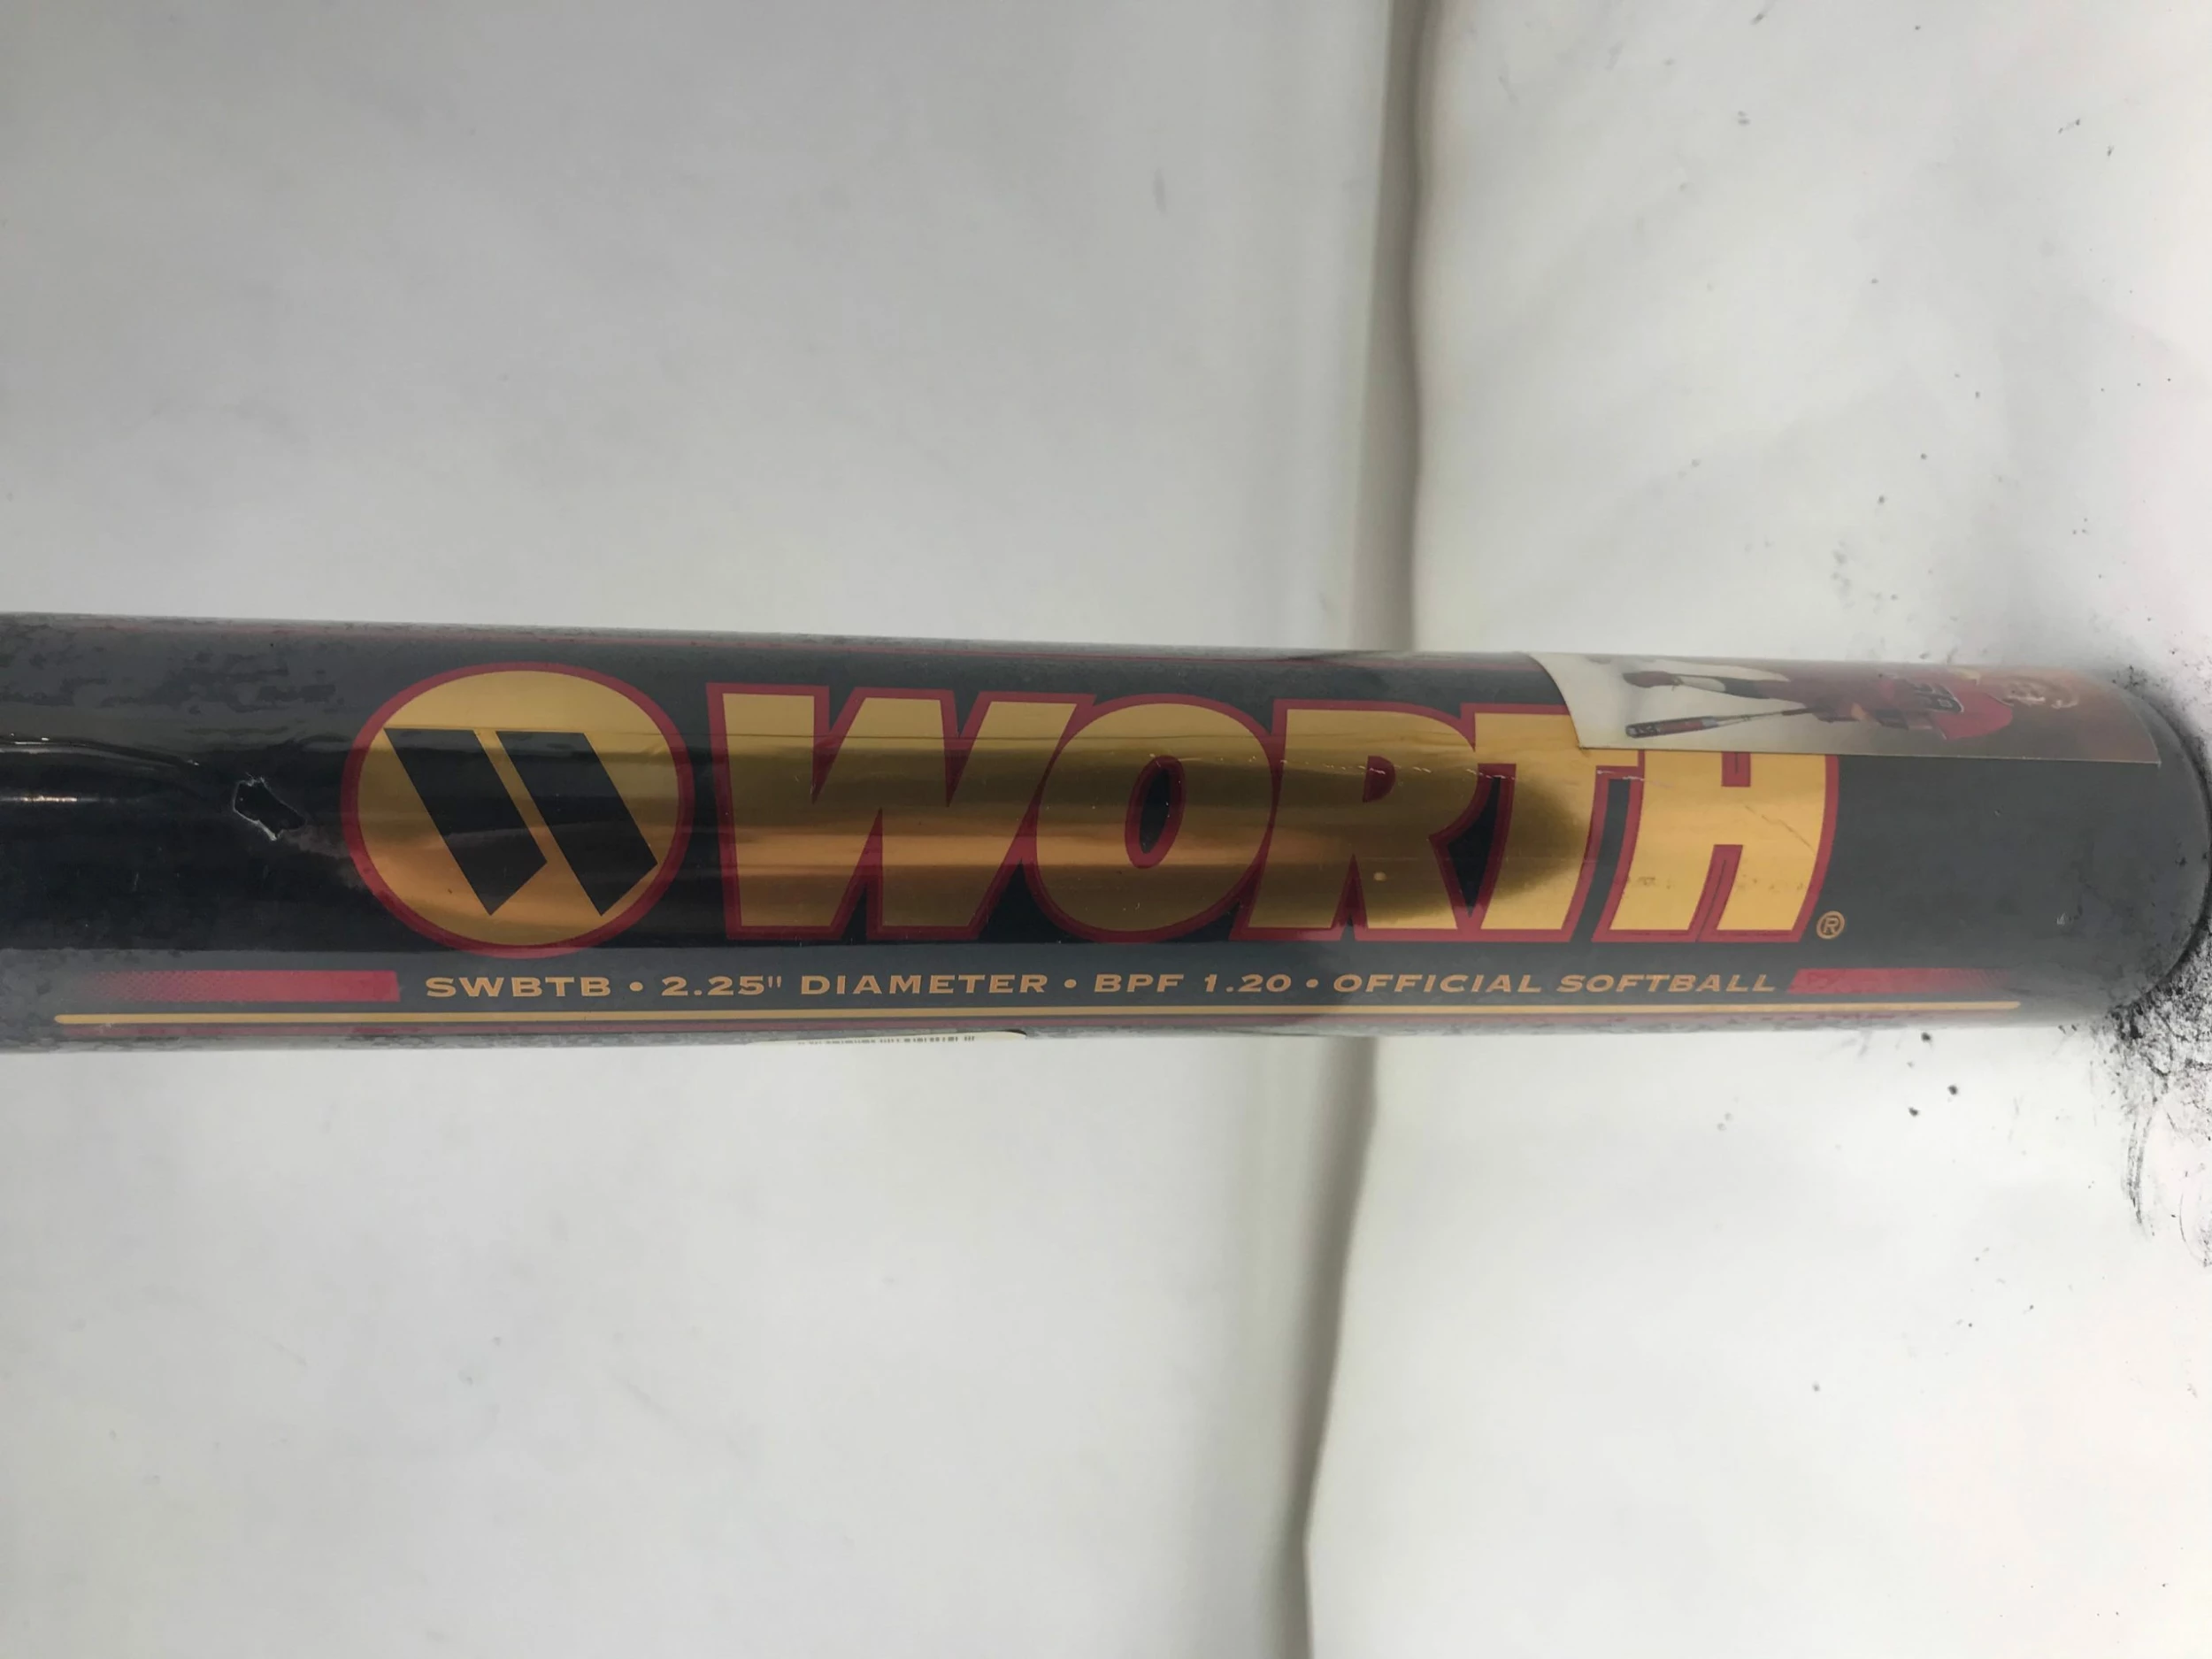 WORTH®
SWBTB • 2.25" DIAMETER • BPF 1.20 • OFFICIAL SOFTBALL